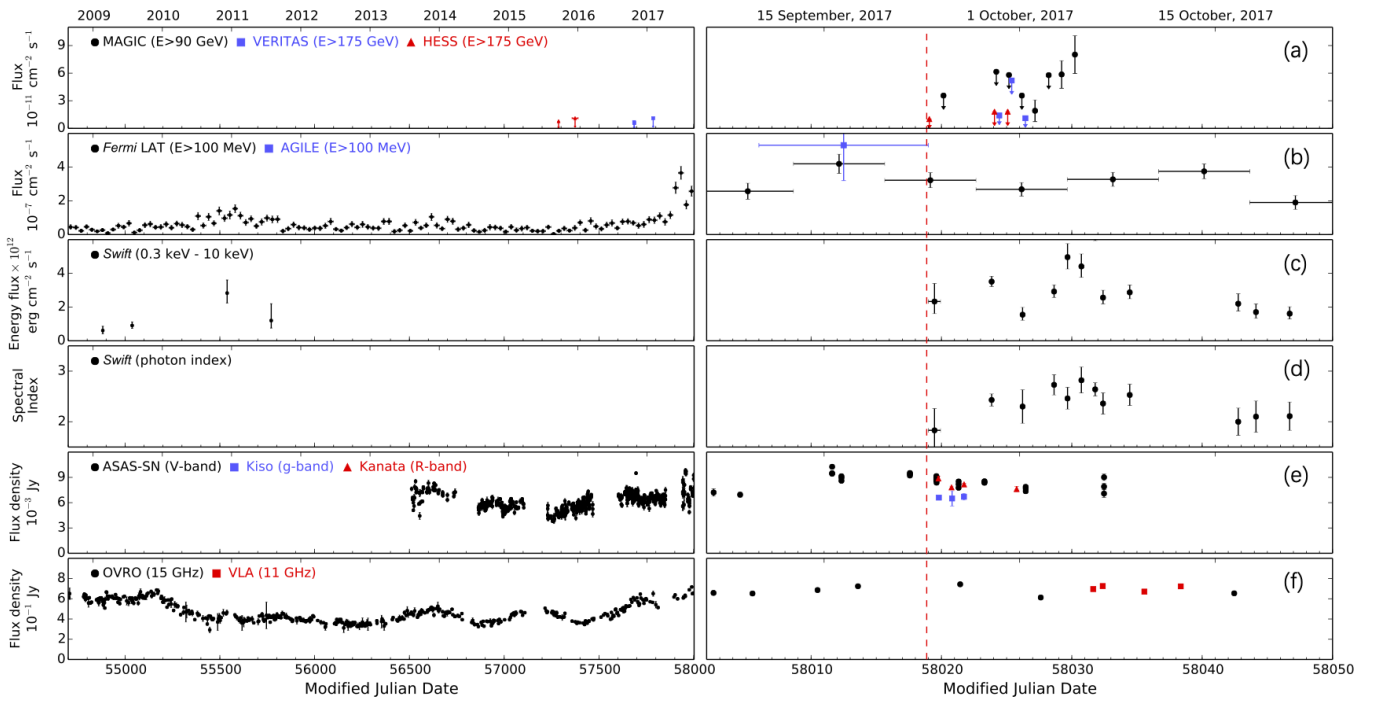 2009 2010 2011 2012 2013 2014 2015 2016 2017
15 September, 2017 1 October, 2017 15 October, 2017
MAGIC (E>90 GeV) VERITAS (E>175 GeV) HESS (E>175 GeV)
(a)
Flux
10⁻¹¹ cm⁻² s⁻¹
9
6
3
0
Fermi LAT (E>100 MeV) AGILE (E>100 MeV)
(b)
Flux
10⁻⁷ cm⁻² s⁻¹
4
2
0
Swift (0.3 keV - 10 keV)
(c)
Energy flux × 10¹²
erg cm⁻² s⁻¹
4
2
0
Swift (photon index)
(d)
Spectral
Index
3
2
ASAS-SN (V-band) Kiso (g-band) Kanata (R-band)
(e)
Flux density
10⁻³ Jy
9
6
3
0
OVRO (15 GHz) VLA (11 GHz)
(f)
Flux density
10⁻¹ Jy
8
6
4
2
0
55000 55500 56000 56500 57000 57500 58000 58010 58020 58030 58040 58050
Modified Julian Date Modified Julian Date